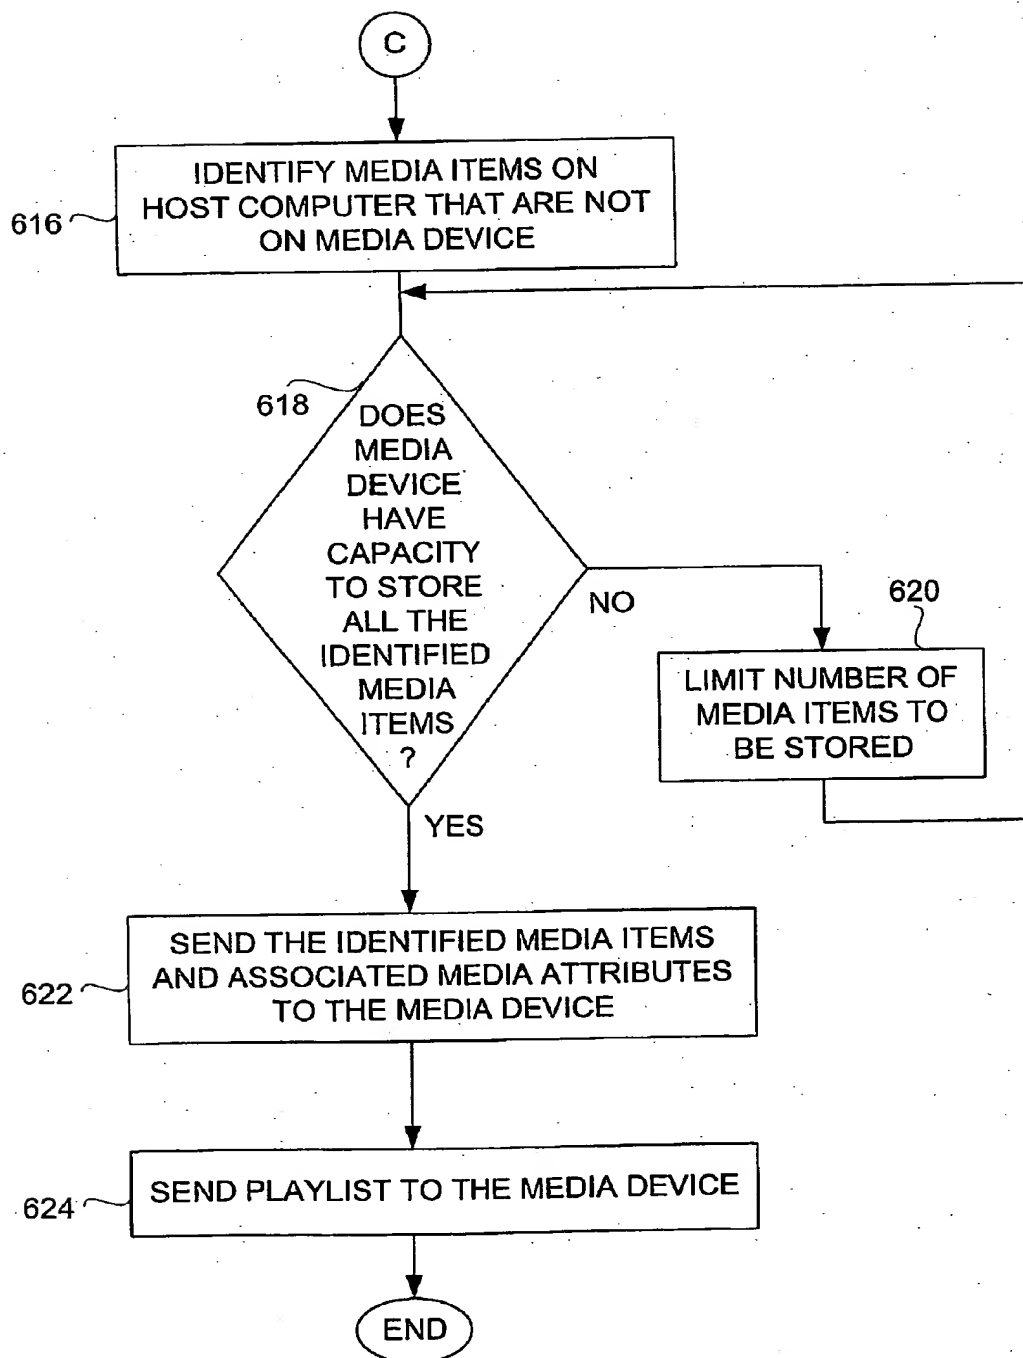 C
IDENTIFY MEDIA ITEMS ON
HOST COMPUTER THAT ARE NOT
ON MEDIA DEVICE
616
618
DOES
MEDIA
DEVICE
HAVE
CAPACITY
TO STORE
ALL THE
IDENTIFIED
MEDIA
ITEMS
?
NO
620
LIMIT NUMBER OF
MEDIA ITEMS TO
BE STORED
YES
SEND THE IDENTIFIED MEDIA ITEMS
AND ASSOCIATED MEDIA ATTRIBUTES
TO THE MEDIA DEVICE
622
SEND PLAYLIST TO THE MEDIA DEVICE
624
END